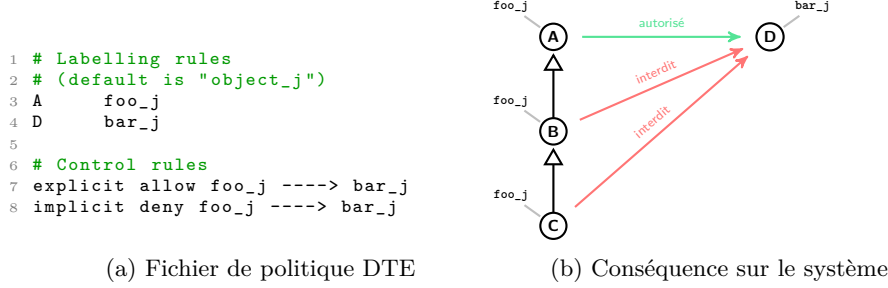 1 # Labelling rules
2 # (default is "object_j")
3 A foo_j
4 D bar_j
5
6 # Control rules
7 explicit allow foo_j ----> bar_j
8 implicit deny foo_j ----> bar_j
(a) Fichier de politique DTE
foo_j
bar_j
A
autorisé
D
interdit
foo_j
B
interdit
foo_j
C
(b) Conséquence sur le système